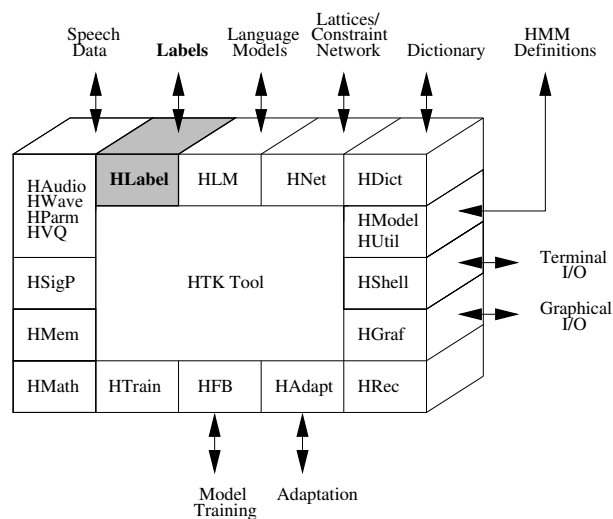 Speech
Data
Labels
Language
Models
Lattices/
Constraint
Network
Dictionary
HMM
Definitions
HAudio
HWave
HParm
HVQ
HLabel
HLM
HNet
HDict
HModel
HUtil
HSigP
HTK Tool
HShell
Terminal
I/O
HMem
HGraf
Graphical
I/O
HMath
HTrain
HFB
HAdapt
HRec
Model
Training
Adaptation